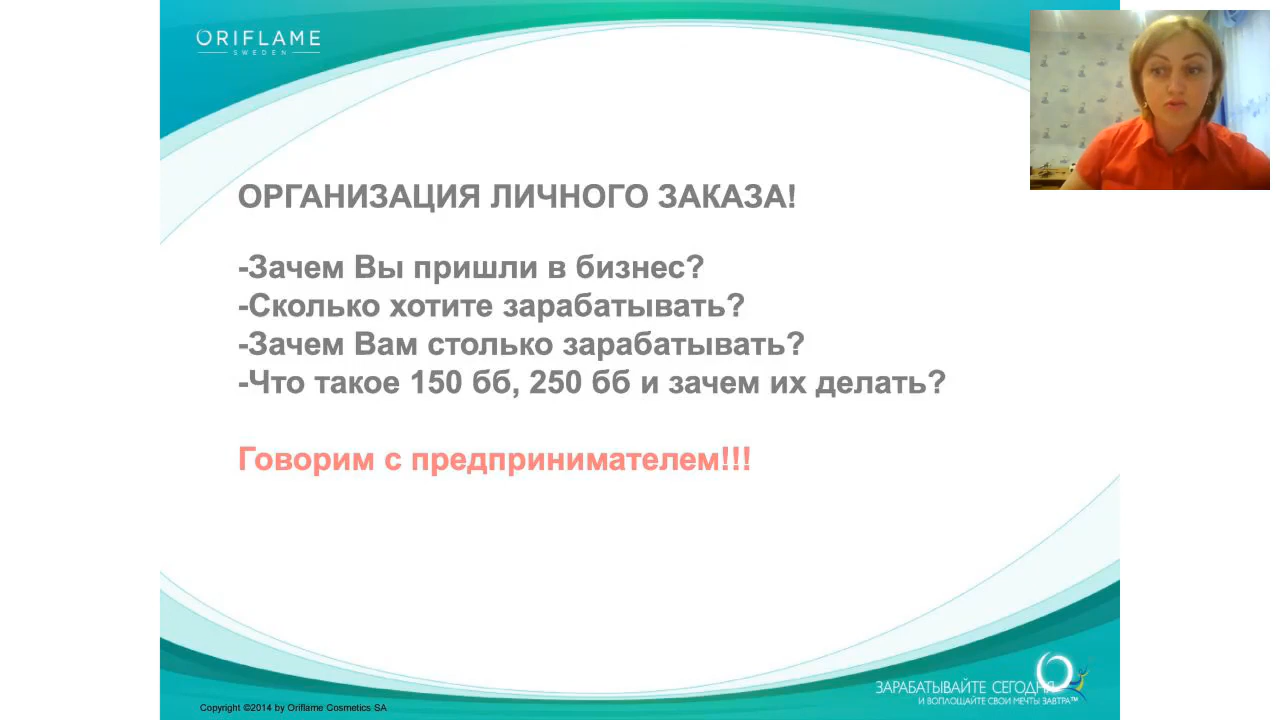 ORIFLAME
SWEDEN
ОРГАНИЗАЦИЯ ЛИЧНОГО ЗАКАЗА!
-Зачем Вы пришли в бизнес?
-Сколько хотите зарабатывать?
-Зачем Вам столько зарабатывать?
-Что такое 150 бб, 250 бб и зачем их делать?
Говорим с предпринимателем!!!
ЗАРАБАТЫВАЙТЕ СЕГОДНЯ
И ВОПЛОЩАЙТЕ СВОИ МЕЧТЫ ЗАВТРА™
Copyright ©2014 by Oriflame Cosmetics SA